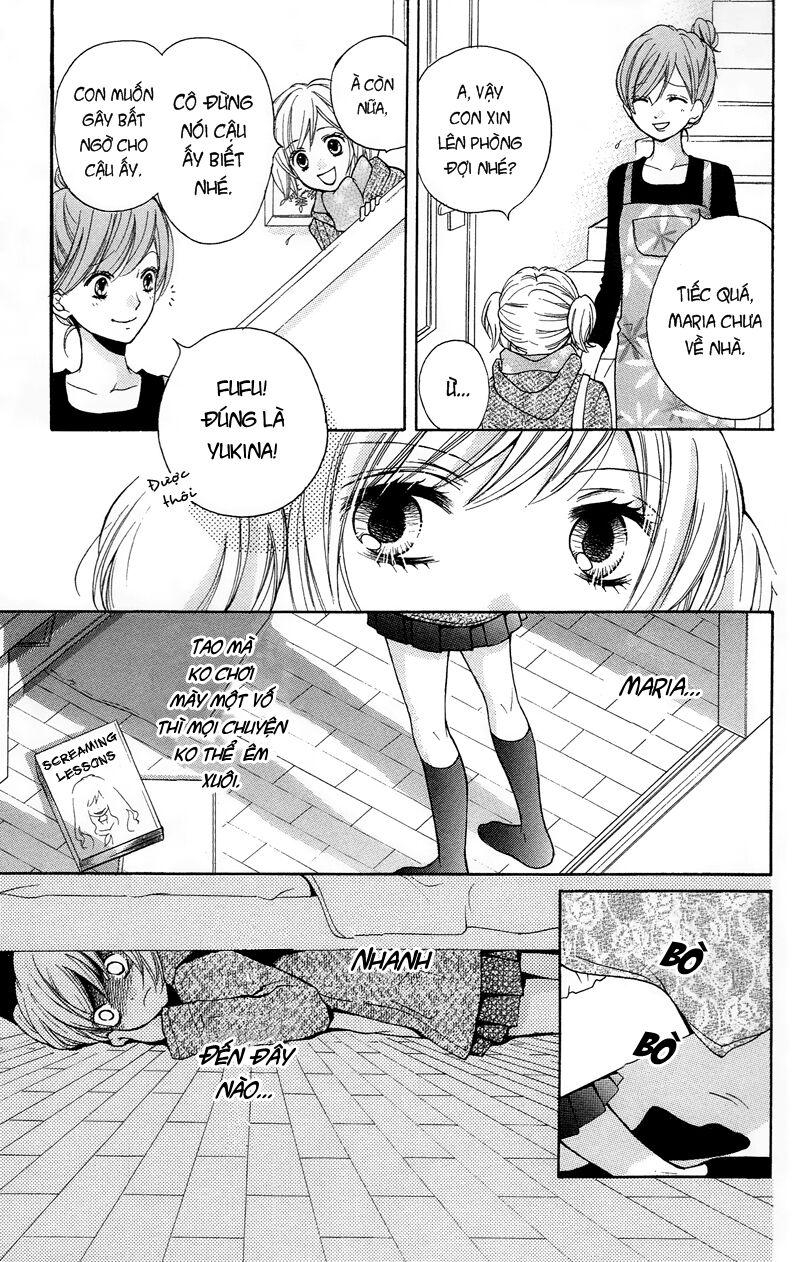 TIẾC QUÁ,
MARIA CHƯA
VỀ NHÀ.
A, VẬY
CON XIN
LÊN PHÒNG
ĐỢI NHÉ?
Ừ...
À CÒN
NỮA,
CÔ ĐỪNG
NÓI CẬU
ẤY BIẾT
NHÉ.
CON MUỐN
GÂY BẤT
NGỜ CHO
CẬU ẤY.
FUFU!
ĐÚNG LÀ
YUKINA!
Được
thôi
MARIA...
TAO MÀ
KO CHƠI
MÀY MỘT VỐ
THÌ MỌI CHUYỆN
KO THỂ ÊM
XUÔI.
SCREAMING
LESSONS
BÒ
BÒ
NHANH
ĐẾN ĐÂY
NÀO...